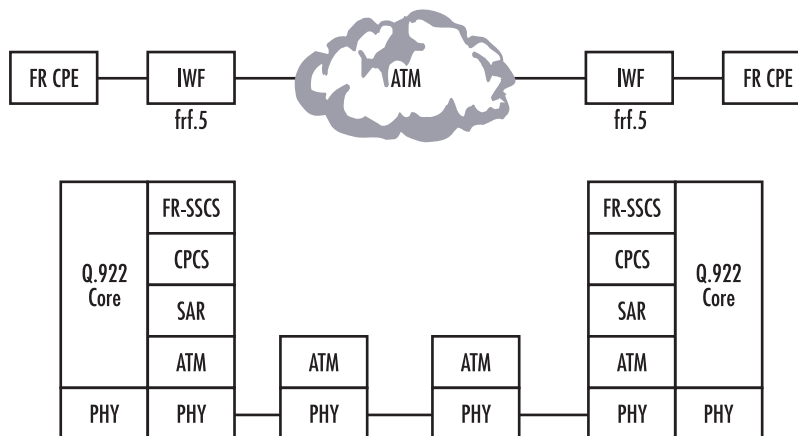 FR CPE
IWF
ATM
IWF
FR CPE
frf.5
frf.5
Q.922
Core
FR-SSCS
CPCS
SAR
ATM
PHY
PHY
ATM
PHY
ATM
PHY
FR-SSCS
CPCS
SAR
ATM
PHY
Q.922
Core
PHY